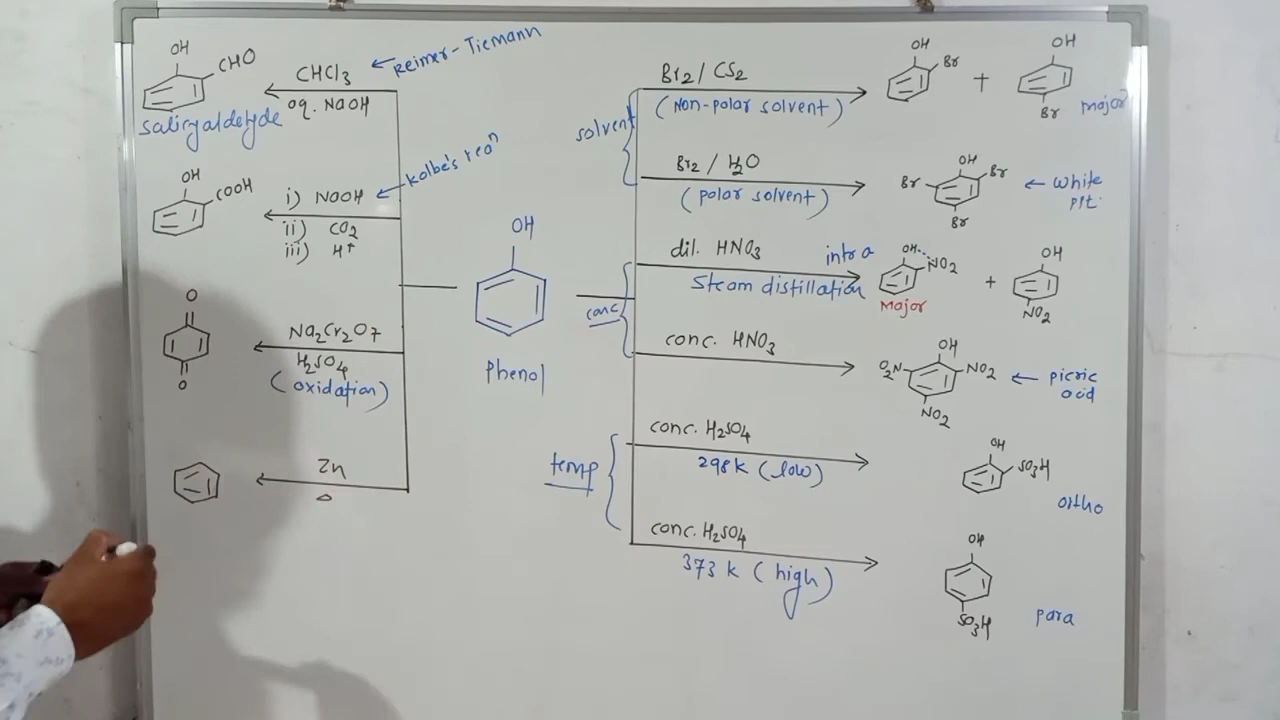 OH
CHO
Salicyaldehyde
CHCl3
aq. NaOH
Reimer-Tiemann
OH
COOH
i) NaOH
ii) CO2
iii) H+
Kolbe's reaⁿ
O
O
Na2Cr2O7
H2SO4
(oxidation)
Zn
Δ
OH
Phenol
solvent
Br2/CS2
(Non-polar solvent)
OH
Br
+
OH
Br
major
Br2/H2O
(polar solvent)
OH
Br
Br
Br
White
ppt.
conc
dil. HNO3
Steam distillation
intra
OH
NO2
Major
+
OH
NO2
conc. HNO3
OH
O2N
NO2
NO2
picric
acid
temp
conc. H2SO4
298 K (low)
OH
SO3H
ortho
conc. H2SO4
373 K (high)
OH
SO3H
para